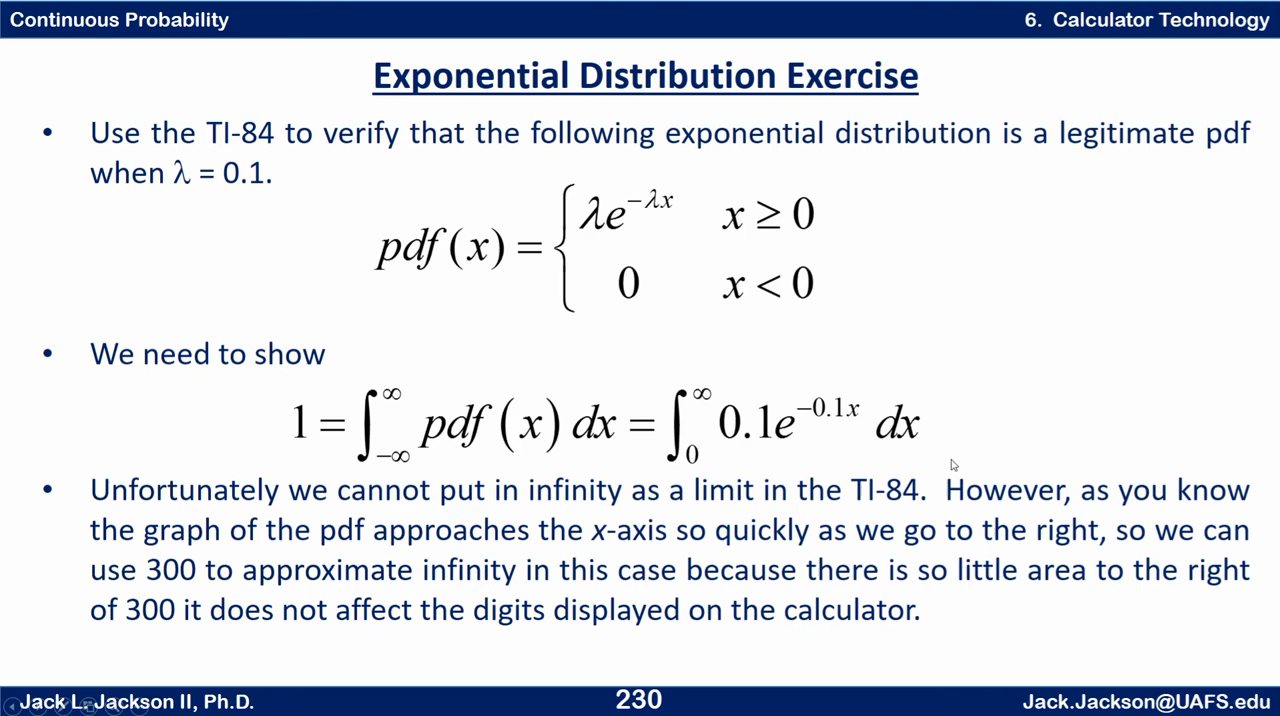 Continuous Probability
6. Calculator Technology
Exponential Distribution Exercise
• Use the TI-84 to verify that the following exponential distribution is a legitimate pdf
when λ = 0.1.
pdf(x) = { λe^{−λx} x ≥ 0
0 x < 0
• We need to show
1 = ∫_{−∞}^{∞} pdf(x) dx = ∫_{0}^{∞} 0.1e^{−0.1x} dx
• Unfortunately we cannot put in infinity as a limit in the TI-84. However, as you know
the graph of the pdf approaches the x-axis so quickly as we go to the right, so we can
use 300 to approximate infinity in this case because there is so little area to the right
of 300 it does not affect the digits displayed on the calculator.
Jack L. Jackson II, Ph.D.
230
Jack.Jackson@UAFS.edu